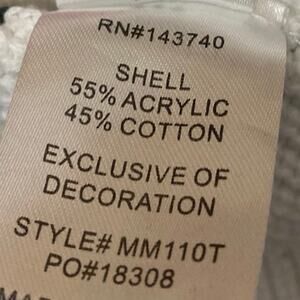 RN#143740
SHELL
55% ACRYLIC
45% COTTON
EXCLUSIVE OF
DECORATION
STYLE# MM110T
PO#18308